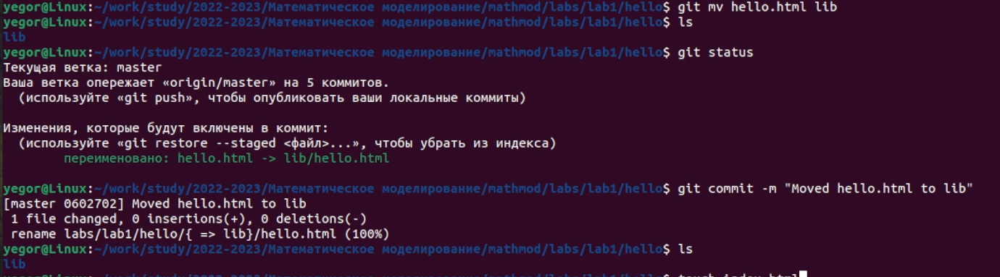 yegor@Linux:~/work/study/2022-2023/Математическое моделирование/mathmod/labs/lab1/hello$ git mv hello.html lib
yegor@Linux:~/work/study/2022-2023/Математическое моделирование/mathmod/labs/lab1/hello$ ls
lib
yegor@Linux:~/work/study/2022-2023/Математическое моделирование/mathmod/labs/lab1/hello$ git status
Текущая ветка: master
Ваша ветка опережает «origin/master» на 5 коммитов.
  (используйте «git push», чтобы опубликовать ваши локальные коммиты)
Изменения, которые будут включены в коммит:
  (используйте «git restore --staged <файл>...», чтобы убрать из индекса)
        переименовано: hello.html -> lib/hello.html
yegor@Linux:~/work/study/2022-2023/Математическое моделирование/mathmod/labs/lab1/hello$ git commit -m "Moved hello.html to lib"
[master 0602702] Moved hello.html to lib
 1 file changed, 0 insertions(+), 0 deletions(-)
 rename labs/lab1/hello/{ => lib}/hello.html (100%)
yegor@Linux:~/work/study/2022-2023/Математическое моделирование/mathmod/labs/lab1/hello$ ls
lib
yegor@Linux:~/work/study/2022-2023/Математическое моделирование/mathmod/labs/lab1/hello$ touch index.html